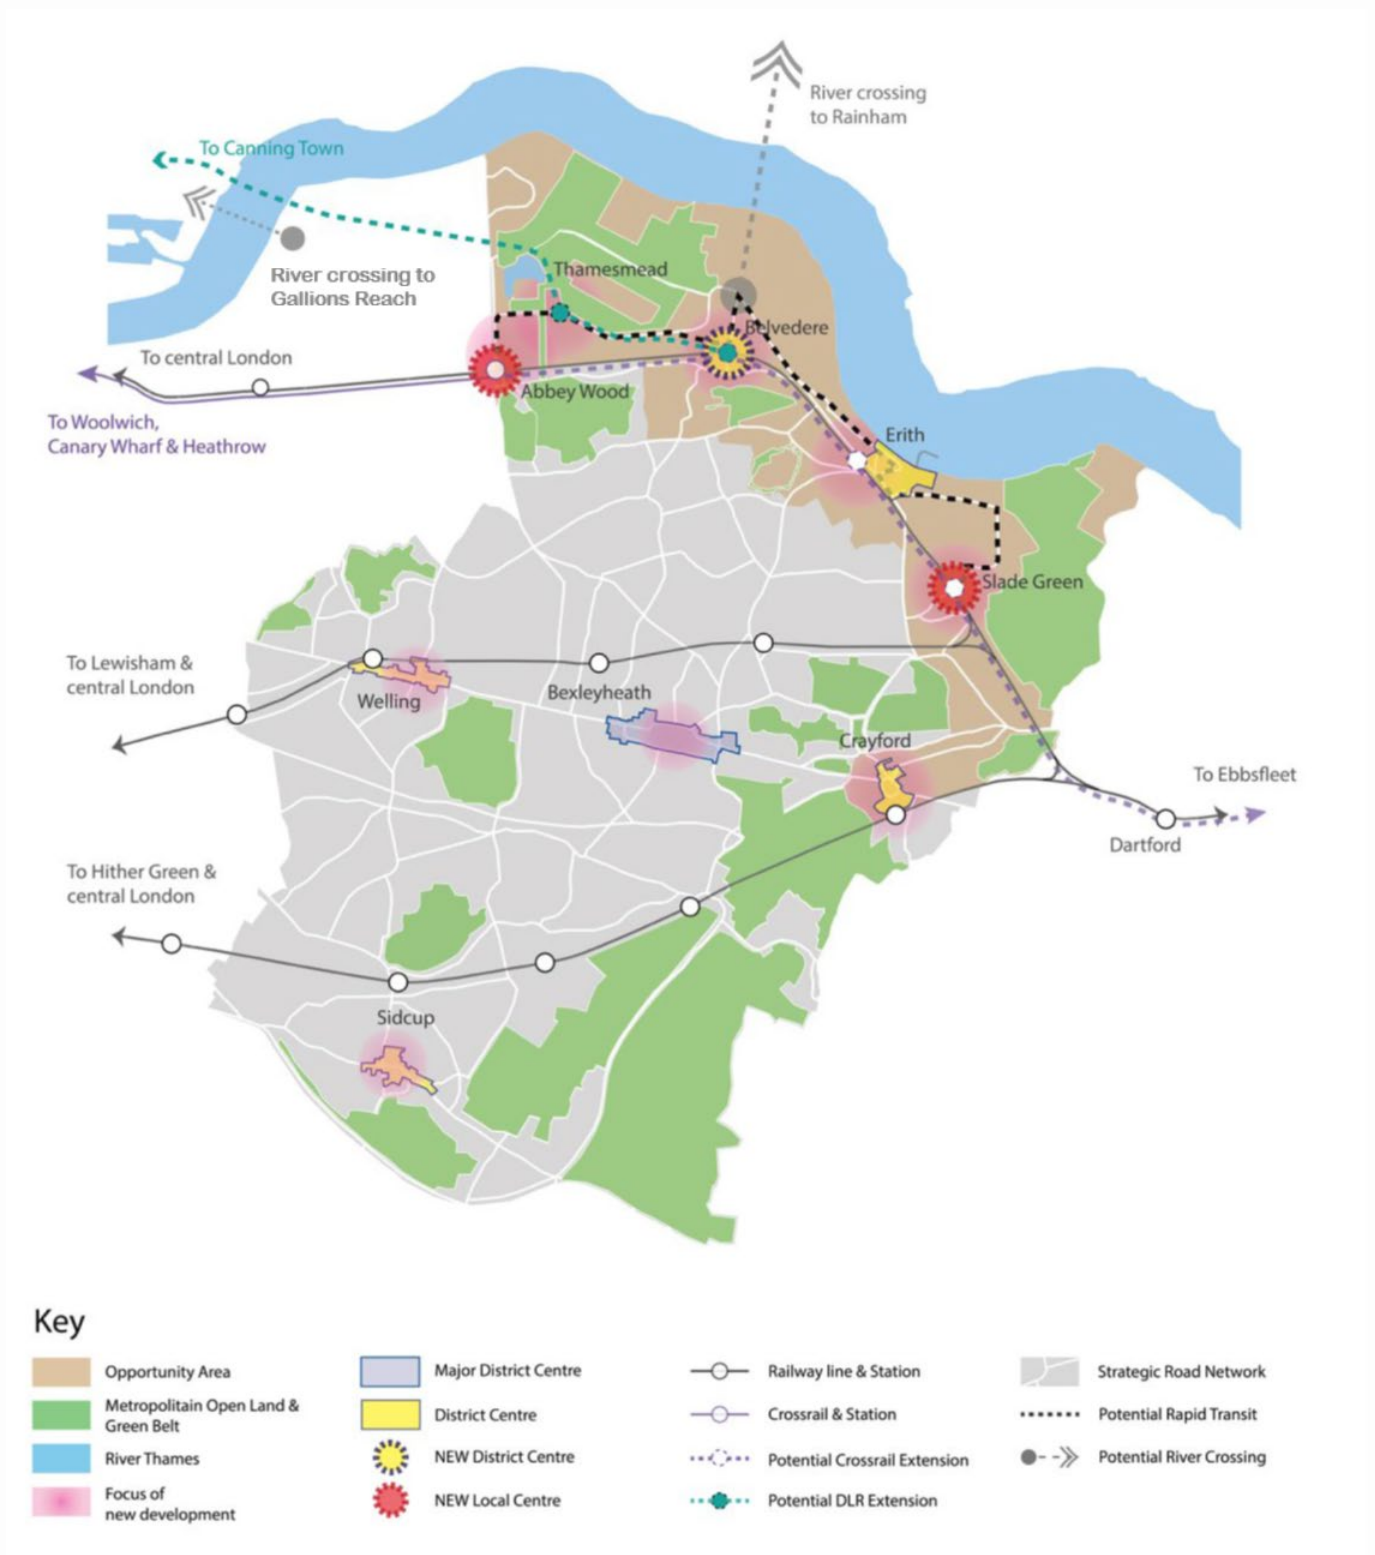 River crossing
to Rainham
To Canning Town
River crossing to
Gallions Reach
Thamesmead
Belvedere
To central London
Abbey Wood
To Woolwich,
Canary Wharf & Heathrow
Erith
Slade Green
To Lewisham &
central London
Welling
Bexleyheath
Crayford
To Ebbsfleet
Dartford
To Hither Green &
central London
Sidcup
Key
Opportunity Area
Metropolitain Open Land &
Green Belt
River Thames
Focus of
new development
Major District Centre
District Centre
NEW District Centre
NEW Local Centre
Railway line & Station
Crossrail & Station
Potential Crossrail Extension
Potential DLR Extension
Strategic Road Network
Potential Rapid Transit
Potential River Crossing